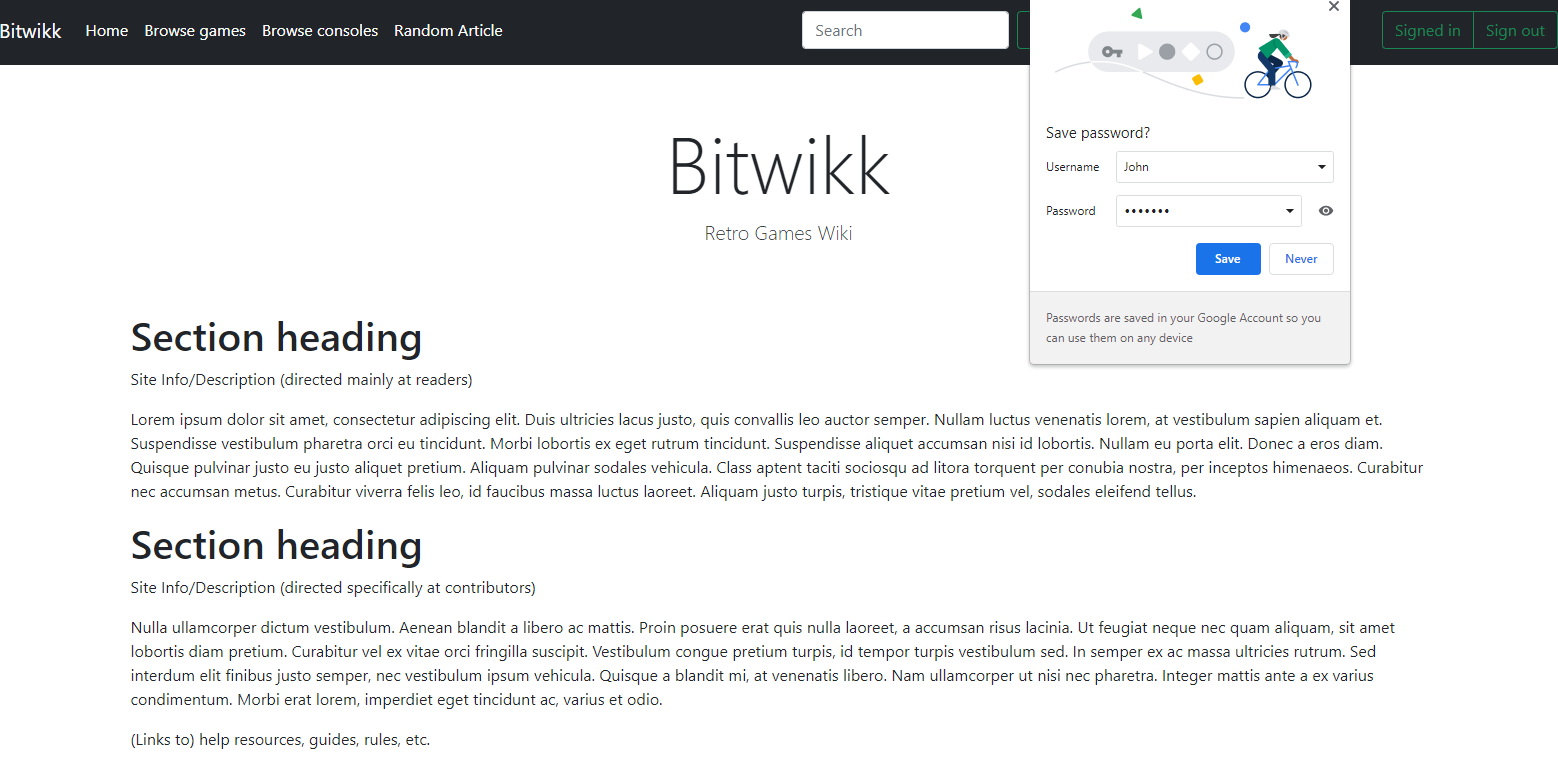 Bitwikk Home Browse games Browse consoles Random Article Search Signed in Sign out
Bitwikk
Retro Games Wiki
Save password?
Username John
Password •••••••
Save Never
Passwords are saved in your Google Account so you
can use them on any device
Section heading
Site Info/Description (directed mainly at readers)
Lorem ipsum dolor sit amet, consectetur adipiscing elit. Duis ultricies lacus justo, quis convallis leo auctor semper. Nullam luctus venenatis lorem, at vestibulum sapien aliquam et.
Suspendisse vestibulum pharetra orci eu tincidunt. Morbi lobortis ex eget rutrum tincidunt. Suspendisse aliquet accumsan nisi id lobortis. Nullam eu porta elit. Donec a eros diam.
Quisque pulvinar justo eu justo aliquet pretium. Aliquam pulvinar sodales vehicula. Class aptent taciti sociosqu ad litora torquent per conubia nostra, per inceptos himenaeos. Curabitur
nec accumsan metus. Curabitur viverra felis leo, id faucibus massa luctus laoreet. Aliquam justo turpis, tristique vitae pretium vel, sodales eleifend tellus.
Section heading
Site Info/Description (directed specifically at contributors)
Nulla ullamcorper dictum vestibulum. Aenean blandit a libero ac mattis. Proin posuere erat quis nulla laoreet, a accumsan risus lacinia. Ut feugiat neque nec quam aliquam, sit amet
lobortis diam pretium. Curabitur vel ex vitae orci fringilla suscipit. Vestibulum congue pretium turpis, id tempor turpis vestibulum sed. In semper ex ac massa ultricies rutrum. Sed
interdum elit finibus justo semper, nec vestibulum ipsum vehicula. Quisque a blandit mi, at venenatis libero. Nam ullamcorper ut nisi nec pharetra. Integer mattis ante a ex varius
condimentum. Morbi erat lorem, imperdiet eget tincidunt ac, varius et odio.
(Links to) help resources, guides, rules, etc.